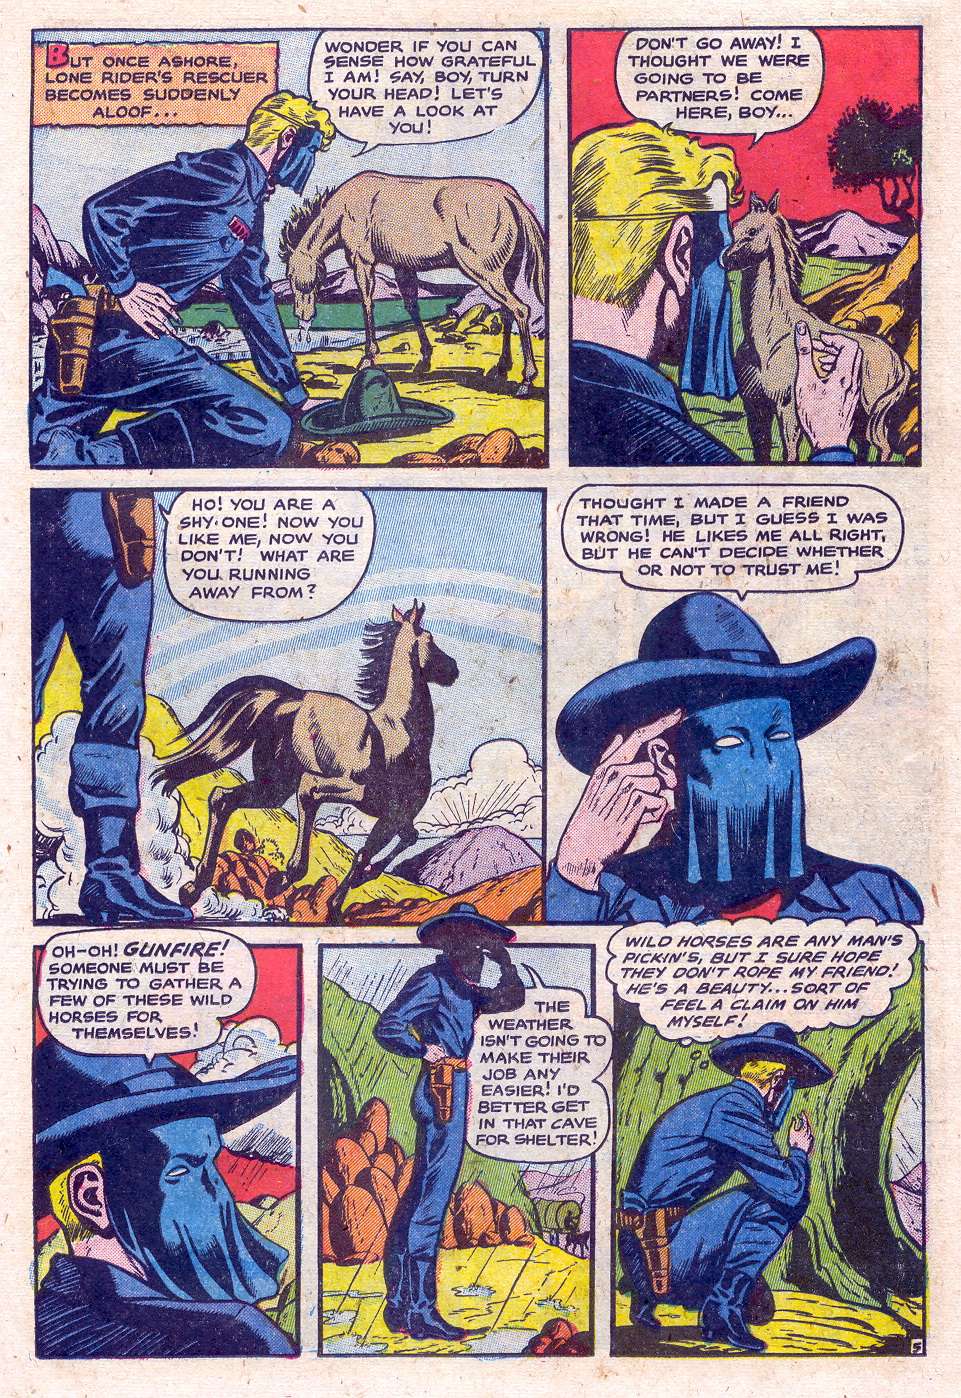 BUT ONCE ASHORE,
LONE RIDER'S RESCUER
BECOMES SUDDENLY
ALOOF...
WONDER IF YOU CAN
SENSE HOW GRATEFUL
I AM! SAY, BOY, TURN
YOUR HEAD! LET'S
HAVE A LOOK AT
YOU!
DON'T GO AWAY! I
THOUGHT WE WERE
GOING TO BE
PARTNERS! COME
HERE, BOY...
HO! YOU ARE A
SHY ONE! NOW YOU
LIKE ME, NOW YOU
DON'T! WHAT ARE
YOU RUNNING
AWAY FROM?
THOUGHT I MADE A FRIEND
THAT TIME, BUT I GUESS I WAS
WRONG! HE LIKES ME ALL RIGHT,
BUT HE CAN'T DECIDE WHETHER
OR NOT TO TRUST ME!
OH-OH! GUNFIRE!
SOMEONE MUST BE
TRYING TO GATHER A
FEW OF THESE WILD
HORSES FOR
THEMSELVES!
THE
WEATHER
ISN'T GOING TO
MAKE THEIR
JOB ANY
EASIER! I'D
BETTER GET
IN THAT CAVE
FOR SHELTER!
WILD HORSES ARE ANY MAN'S
PICKIN'S, BUT I SURE HOPE
THEY DON'T ROPE MY FRIEND!
HE'S A BEAUTY...SORT OF
FEEL A CLAIM ON HIM
MYSELF!
5